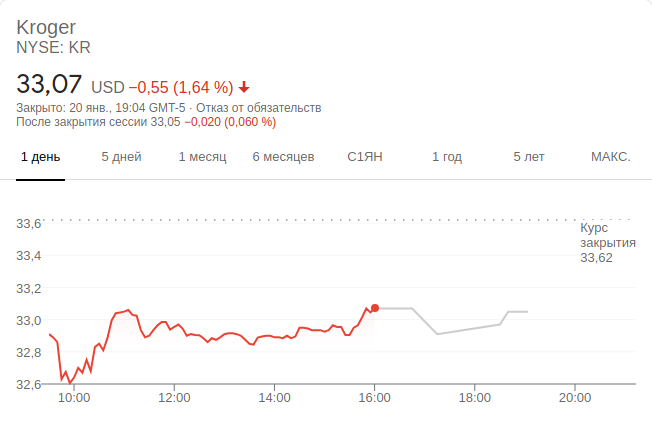 Kroger
NYSE: KR
33,07 USD −0,55 (1,64 %)
Закрыто: 20 янв., 19:04 GMT-5 · Отказ от обязательств
После закрытия сессии 33,05 −0,020 (0,060 %)
1 день 5 дней 1 месяц 6 месяцев С1ЯН 1 год 5 лет МАКС.
33,6
Курс
закрытия
33,62
33,4
33,2
33,0
32,8
32,6
10:00 12:00 14:00 16:00 18:00 20:00